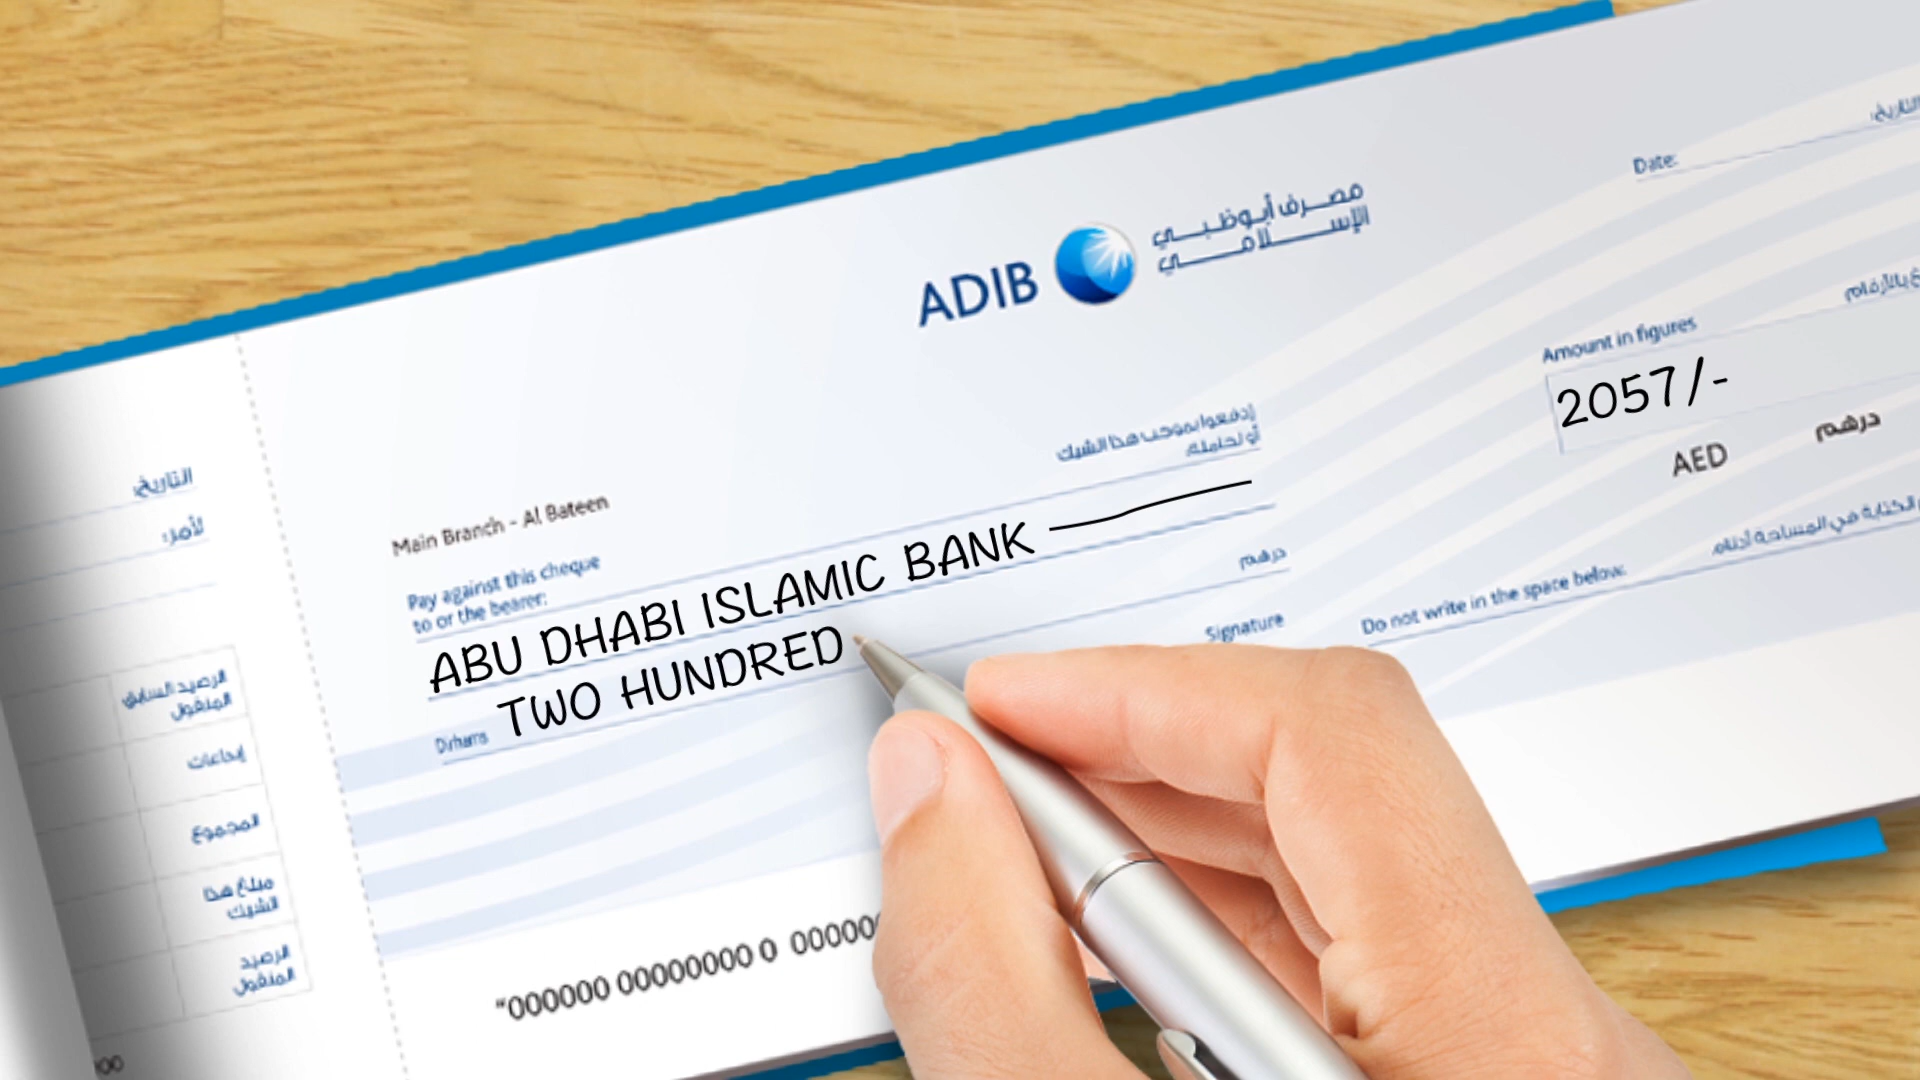 التاريخ:
Date:
ADIB
مصرف أبوظبي
الإسلامي
بالأرقام
Amount in figures
2057/-
AED درهم
إدفعوا بموجب هذا الشيك
أو لحامله:
Main Branch - Al Bateen
Pay against this cheque
to or the bearer:
ABU DHABI ISLAMIC BANK
درهم
Dirhams TWO HUNDRED
Signature
الكتابة في المساحة أدناه
Do not write in the space below:
"000000 00000000 0 00000
التاريخ:
لأمر:
الرصيد السابق
المنقول
إيداعات
المجموع
مبلغ هذا
الشيك
الرصيد
المنقول
00